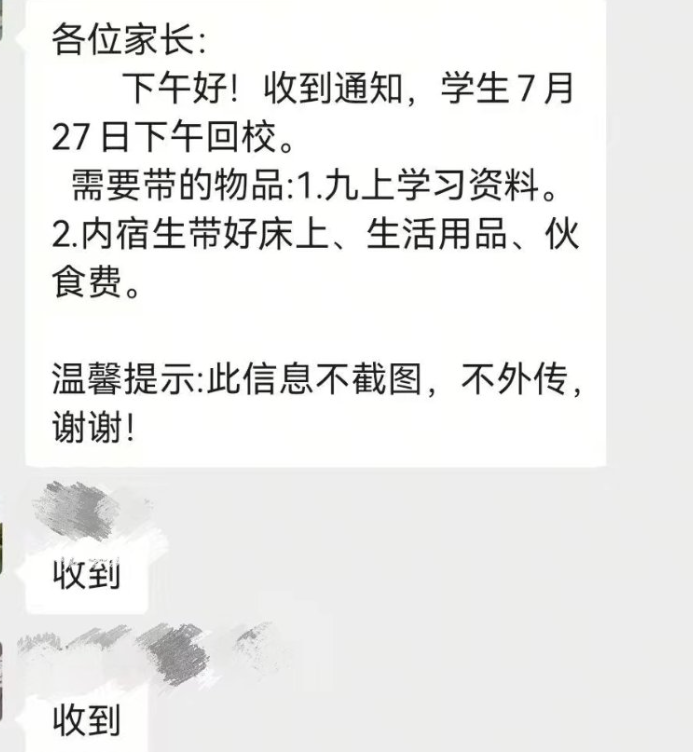 各位家长：
下午好！收到通知，学生7月
27日下午回校。
需要带的物品:1.九上学习资料。
2.内宿生带好床上、生活用品、伙
食费。
温馨提示:此信息不截图，不外传，
谢谢！
收到
收到